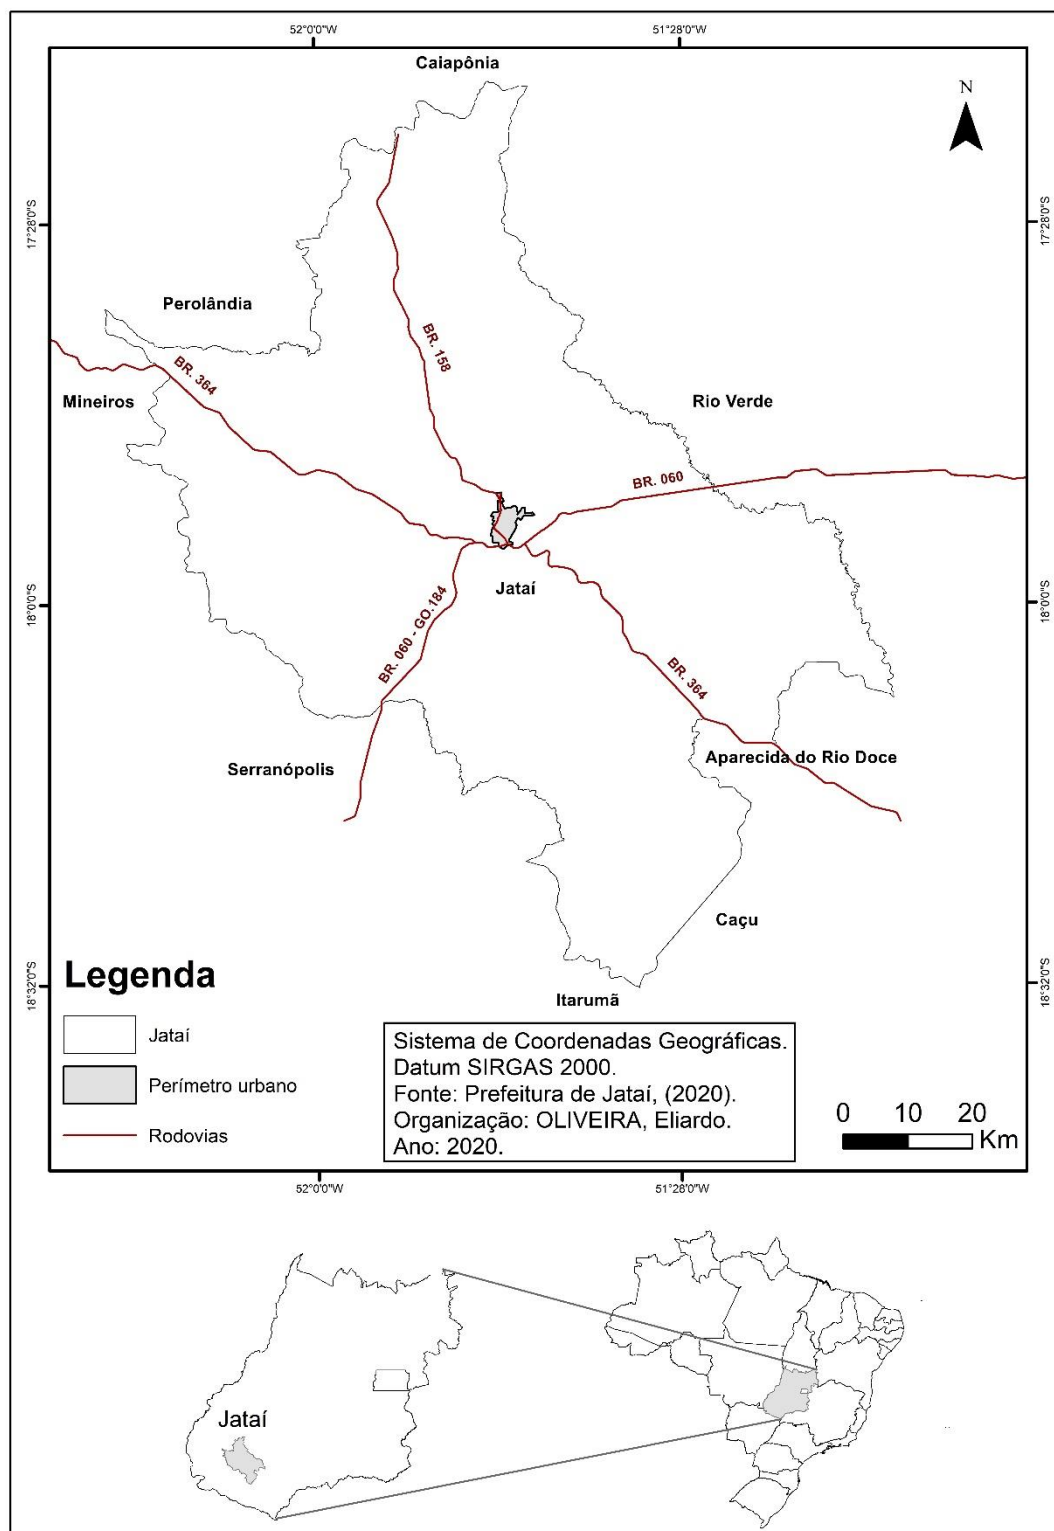 52°0'0"W
51°28'0"W
Caiapônia
N
17°28'0"S
17°28'0"S
Perolândia
BR. 158
BR. 364
Mineiros
Rio Verde
BR. 060
Jataí
18°0'0"S
18°0'0"S
BR. 060 - GO.184
BR. 364
Aparecida do Rio Doce
Serranópolis
Caçu
Legenda
18°32'0"S
18°32'0"S
Itarumã
Jataí
Perímetro urbano
Rodovias
Sistema de Coordenadas Geográficas.
Datum SIRGAS 2000.
Fonte: Prefeitura de Jataí, (2020).
Organização: OLIVEIRA, Eliardo.
Ano: 2020.
0 10 20
Km
52°0'0"W
51°28'0"W
Jataí